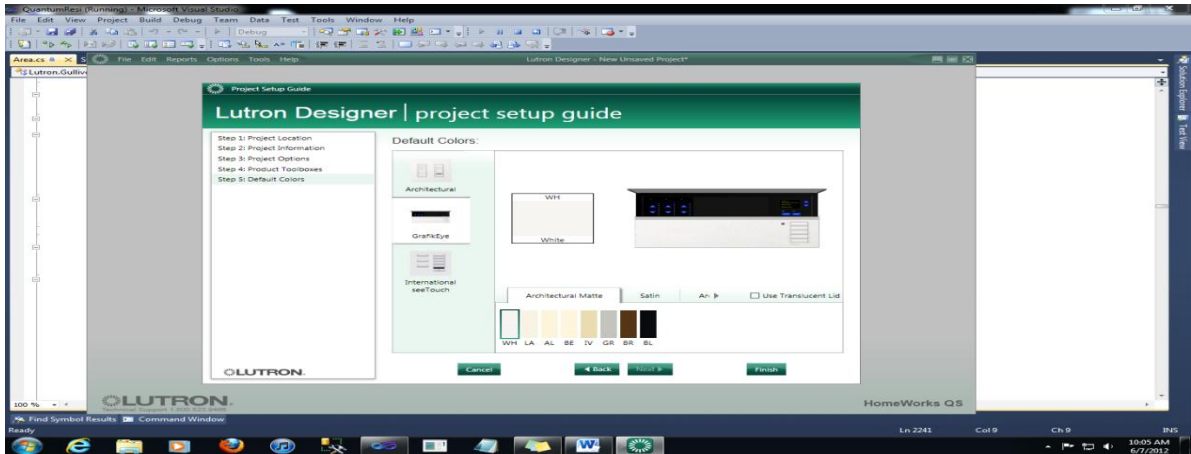 QuantumResi (Running) - Microsoft Visual Studio
File Edit View Project Build Debug Team Data Test Tools Window Help
Debug
Area.cs
File Edit Reports Options Tools Help
Lutron Designer - New Unsaved Project*
Solution Explorer
Test View
Project Setup Guide
Lutron Designer | project setup guide
Step 1: Project Location
Step 2: Project Information
Step 3: Project Options
Step 4: Product Toolboxes
Step 5: Default Colors
Default Colors:
Architectural
GrafikEye
International
seeTouch
WH
White
Architectural Matte Satin Ar Use Translucent Lid
WH LA AL BE IV GR BR BL
LUTRON.
Cancel Back Next Finish
100 %
LUTRON.
HomeWorks QS
Find Symbol Results Command Window
Ready Ln 2241 Col 9 Ch 9 INS
10:05 AM
6/7/2012